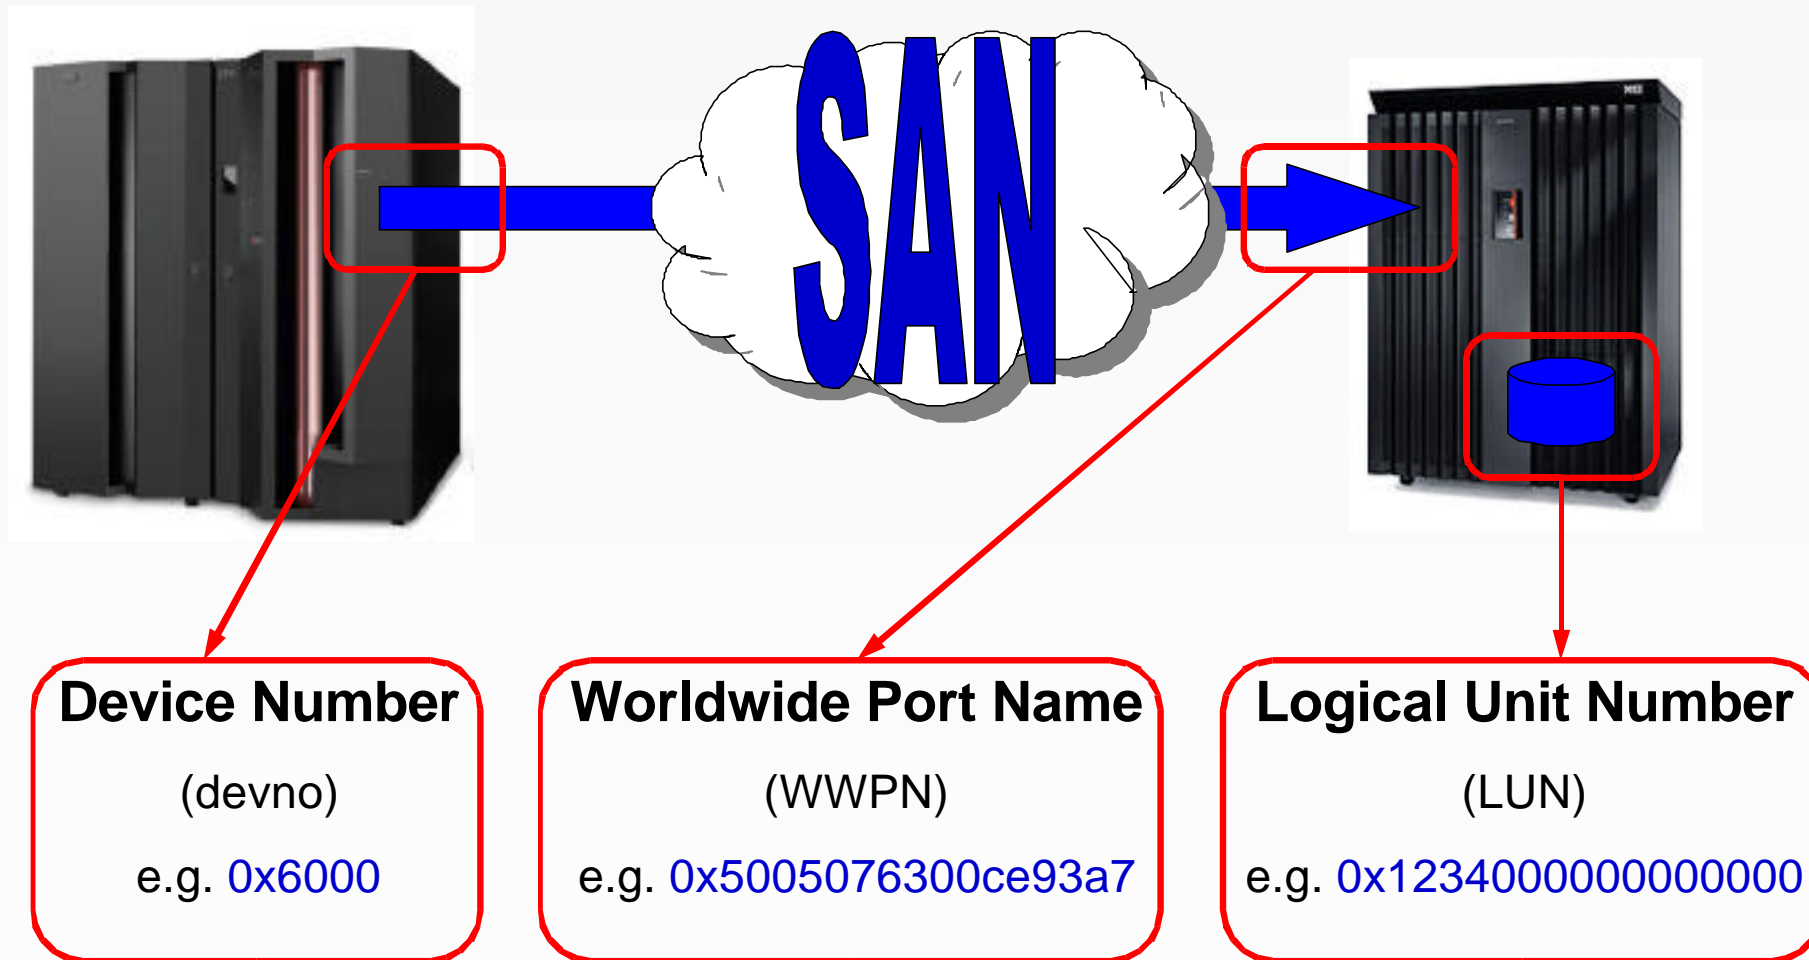 SAN
Device Number
(devno)
e.g. 0x6000
Worldwide Port Name
(WWPN)
e.g. 0x5005076300ce93a7
Logical Unit Number
(LUN)
e.g. 0x1234000000000000